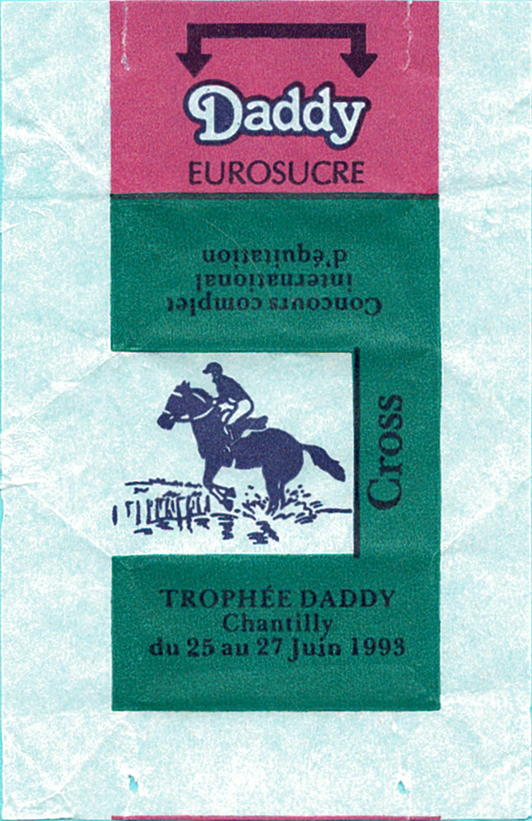 Daddy
EUROSUCRE
Concours complet
international
d'équitation
Cross
TROPHÉE DADDY
Chantilly
du 25 au 27 Juin 1993